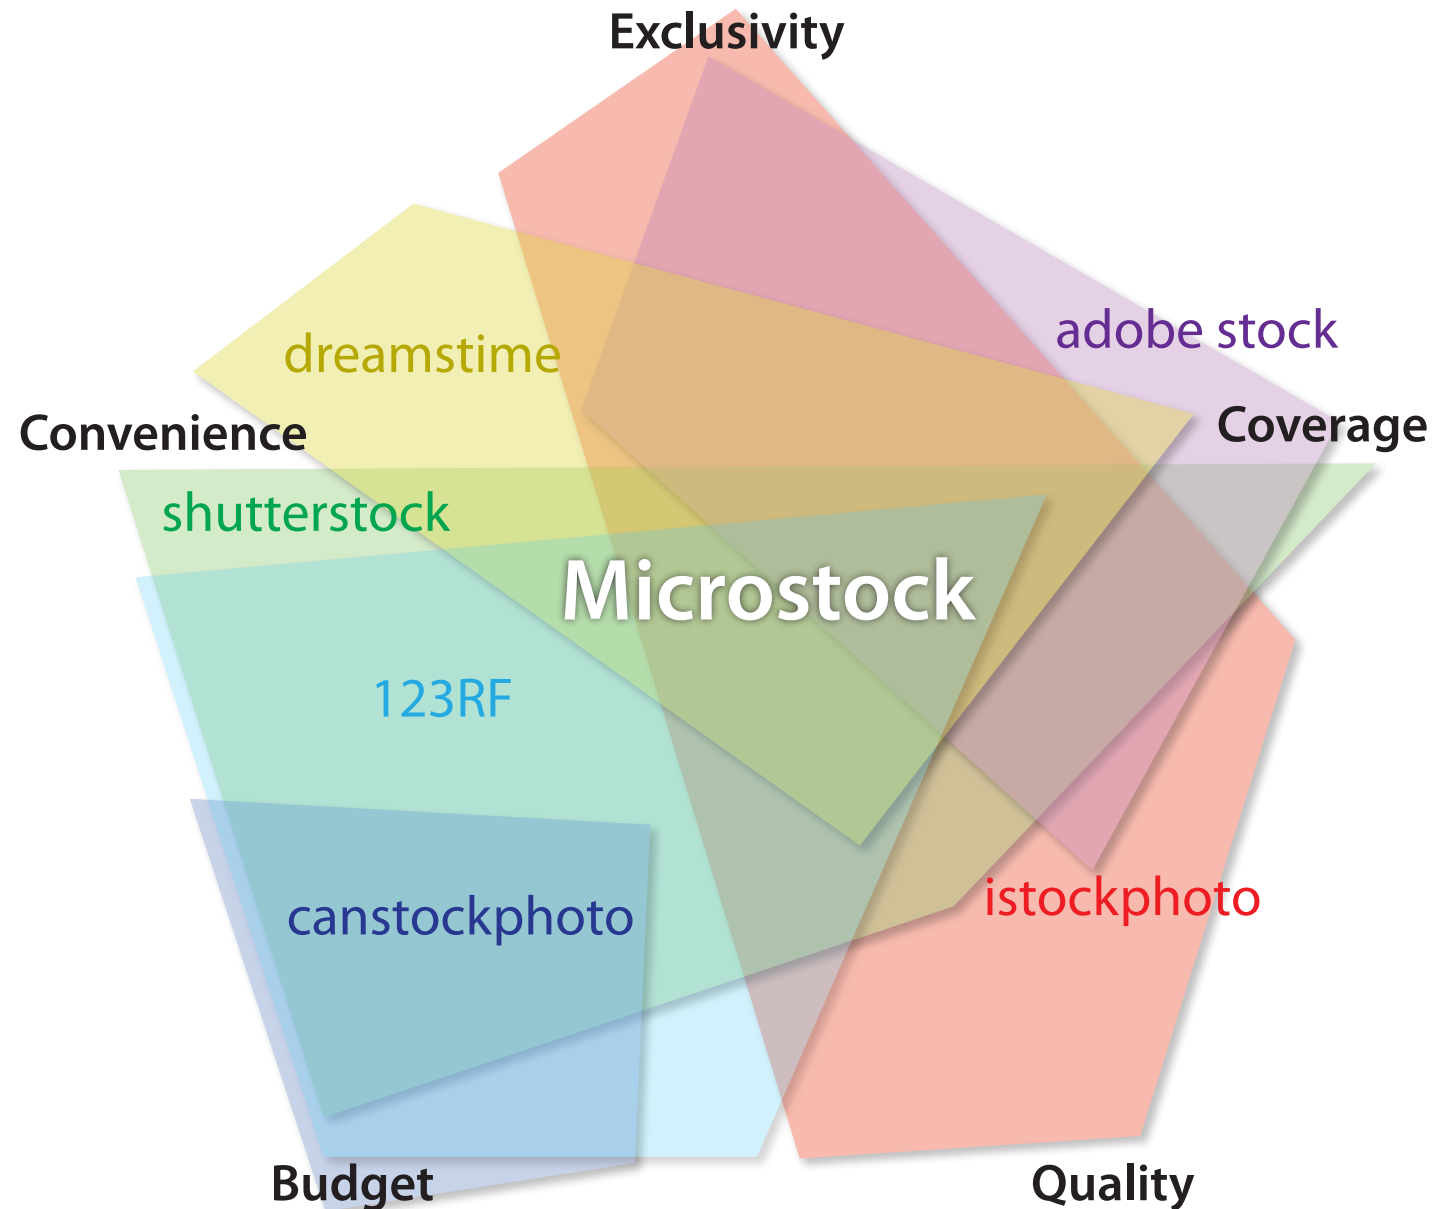 Exclusivity
adobe stock
dreamstime
Convenience
Coverage
shutterstock
Microstock
123RF
canstockphoto
istockphoto
Budget
Quality